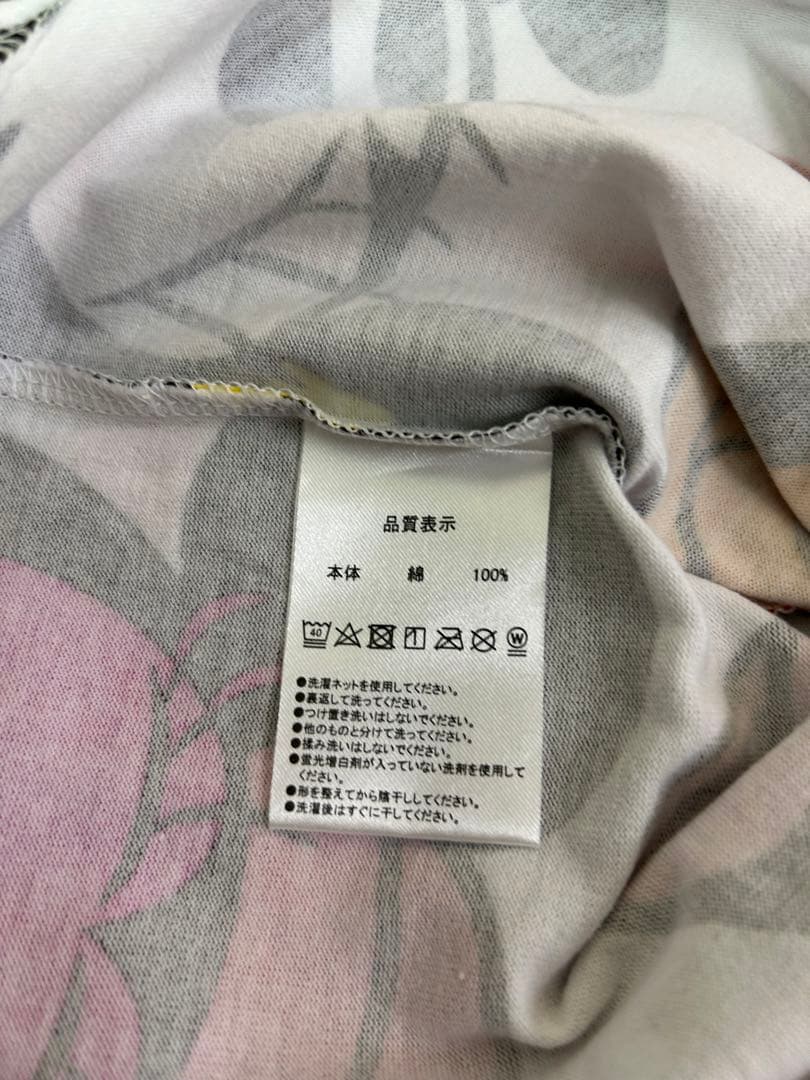 品質表示
本体 綿 100%
40
W
●洗濯ネットを使用してください。
●裏返して洗ってください。
●つけ置き洗いはしないでください。
●他のものと分けて洗ってください。
●揉み洗いはしないでください。
●蛍光増白剤が入っていない洗剤を使用して
ください。
●形を整えてから陰干ししてください。
●洗濯後はすぐに干してください。